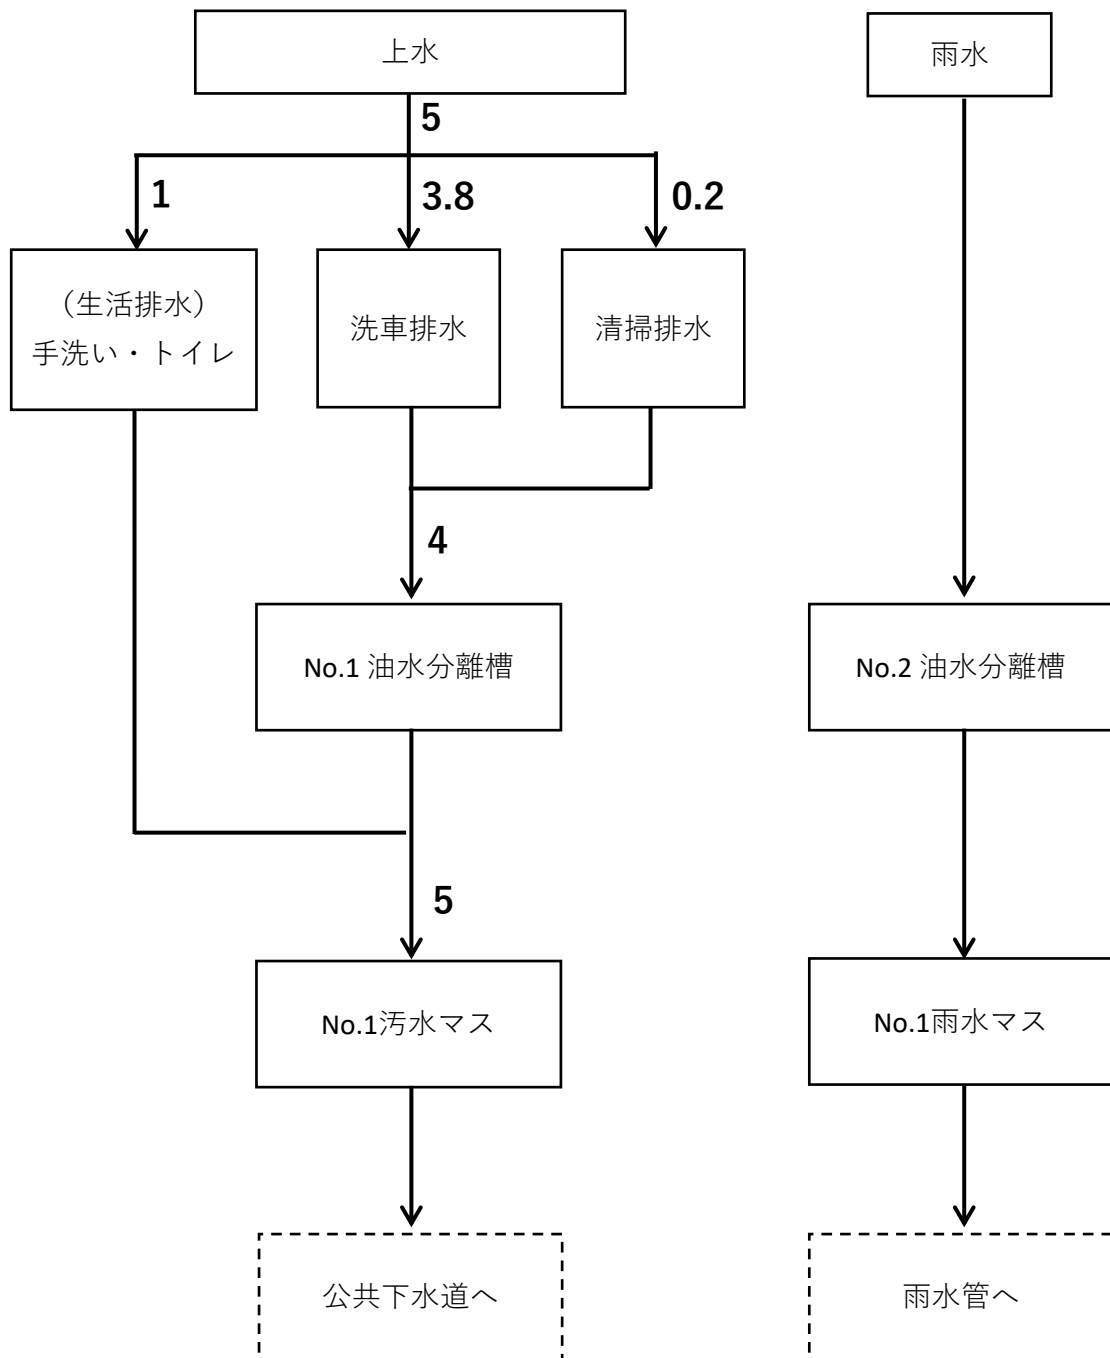 上水
雨水
5
1
3.8
0.2
（生活排水）
手洗い・トイレ
洗車排水
清掃排水
4
No.1 油水分離槽
No.2 油水分離槽
5
No.1汚水マス
No.1雨水マス
公共下水道へ
雨水管へ